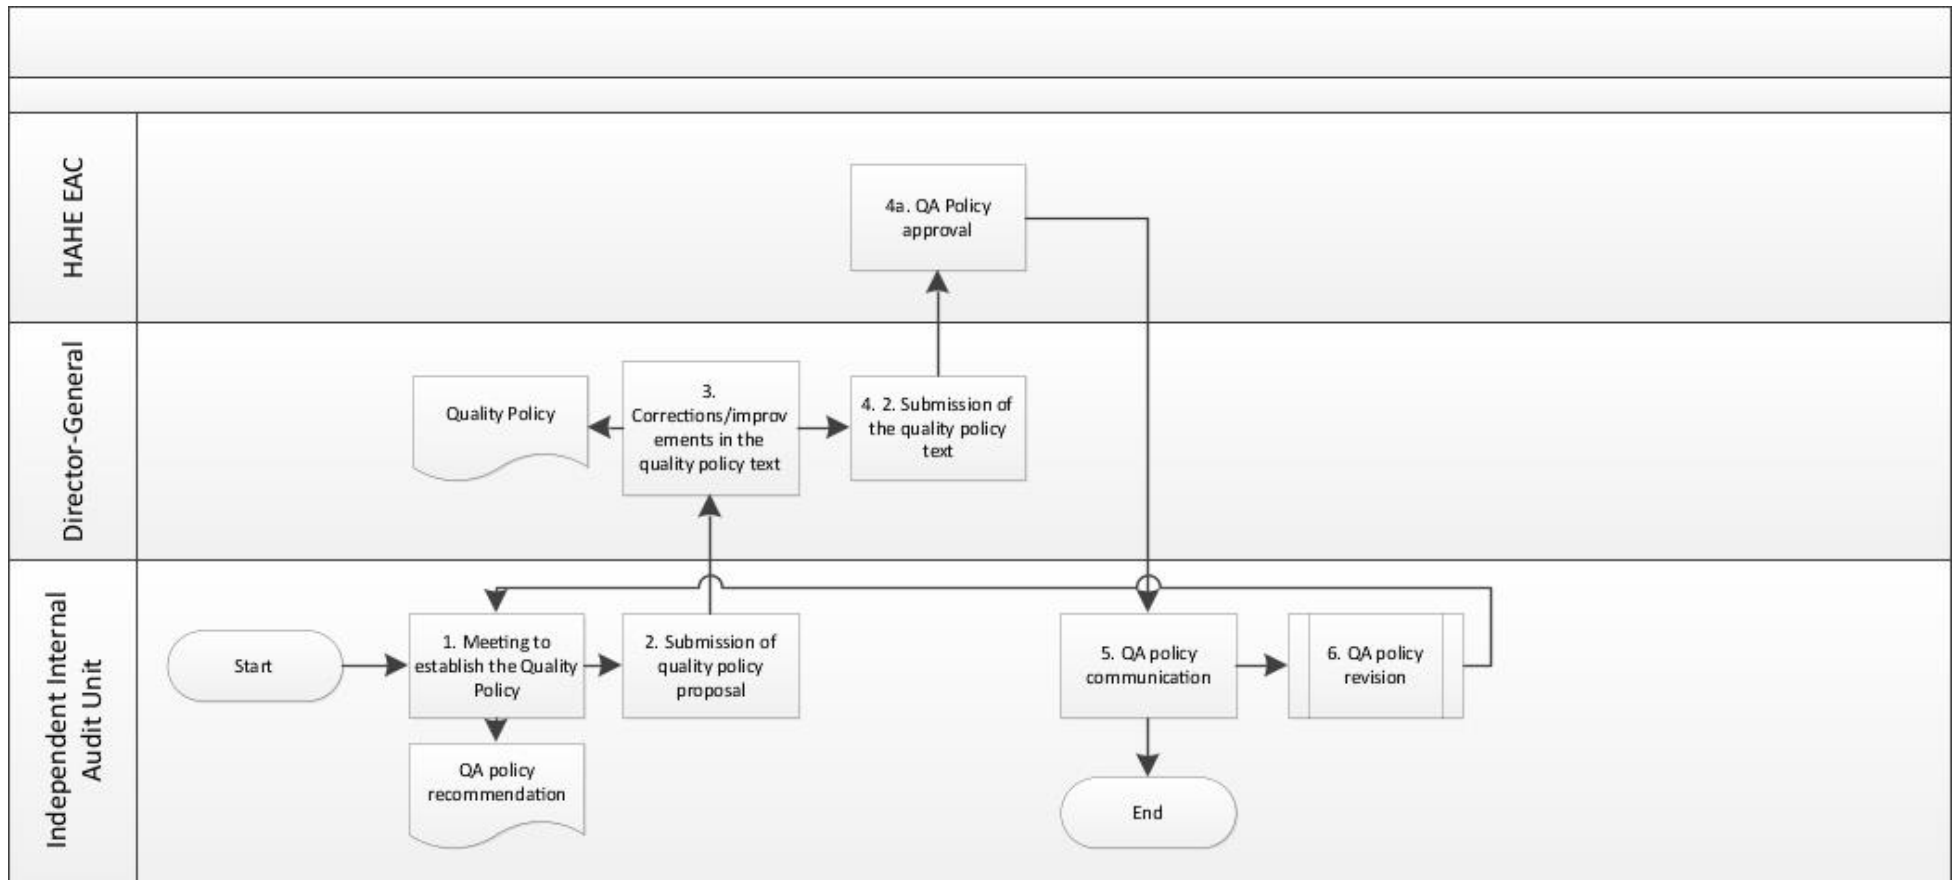 HAHE EAC
4a. QA Policy
approval
Director-General
Quality Policy
3.
Corrections/improv
ements in the
quality policy text
4. 2. Submission of
the quality policy
text
Independent Internal
Audit Unit
Start
1. Meeting to
establish the Quality
Policy
2. Submission of
quality policy
proposal
5. QA policy
communication
6. QA policy
revision
QA policy
recommendation
End